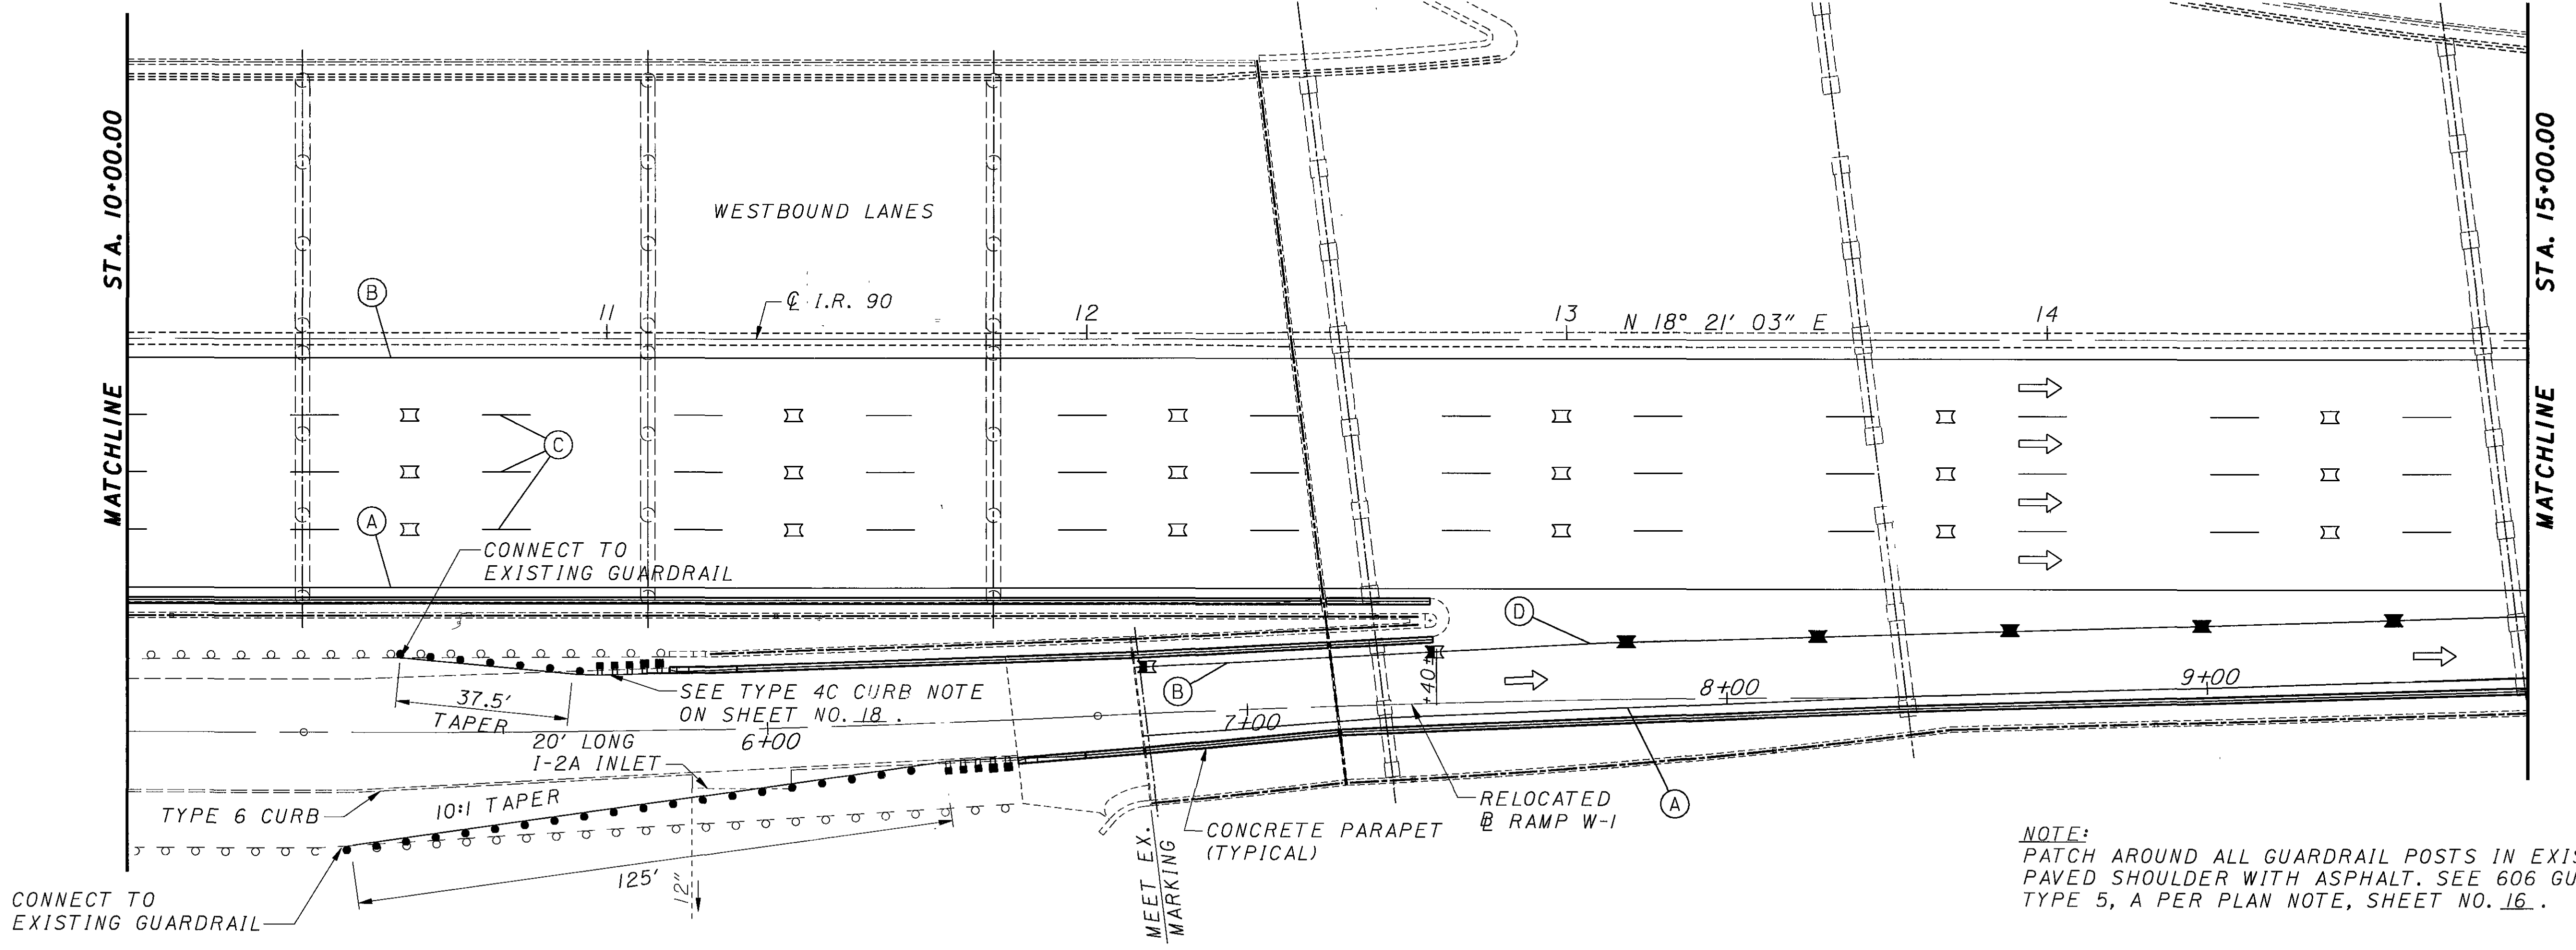 STA. 10+00.00
MATCHLINE
WESTBOUND LANES
B
11
℄ I.R. 90
12
13
N 18° 21' 03" E
14
STA. 15+00.00
MATCHLINE
C
A
CONNECT TO
EXISTING GUARDRAIL
D
37.5'
TAPER
SEE TYPE 4C CURB NOTE
ON SHEET NO. 18.
B
+40±
8+00
9+00
20' LONG
I-2A INLET
6+00
7+00
TYPE 6 CURB
10:1 TAPER
CONCRETE PARAPET
(TYPICAL)
RELOCATED
BL RAMP W-1
A
125'
12"
MEET EX.
MARKING
CONNECT TO
EXISTING GUARDRAIL
NOTE:
PATCH AROUND ALL GUARDRAIL POSTS IN EXIS
PAVED SHOULDER WITH ASPHALT. SEE 606 GU
TYPE 5, A PER PLAN NOTE, SHEET NO. 16.